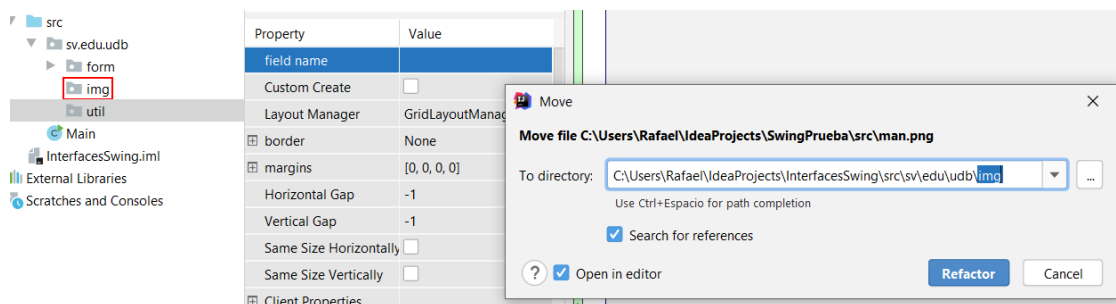 src
sv.edu.udb
form
img
util
Main
InterfacesSwing.iml
External Libraries
Scratches and Consoles
Property Value
field name
Custom Create
Layout Manager GridLayoutManag
border None
margins [0, 0, 0, 0]
Horizontal Gap -1
Vertical Gap -1
Same Size Horizontally
Same Size Vertically
Client Properties
Move
Move file C:\Users\Rafael\IdeaProjects\SwingPrueba\src\man.png
To directory: C:\Users\Rafael\IdeaProjects\InterfacesSwing\src\sv\edu\udb\img ...
Use Ctrl+Espacio for path completion
Search for references
? Open in editor Refactor Cancel